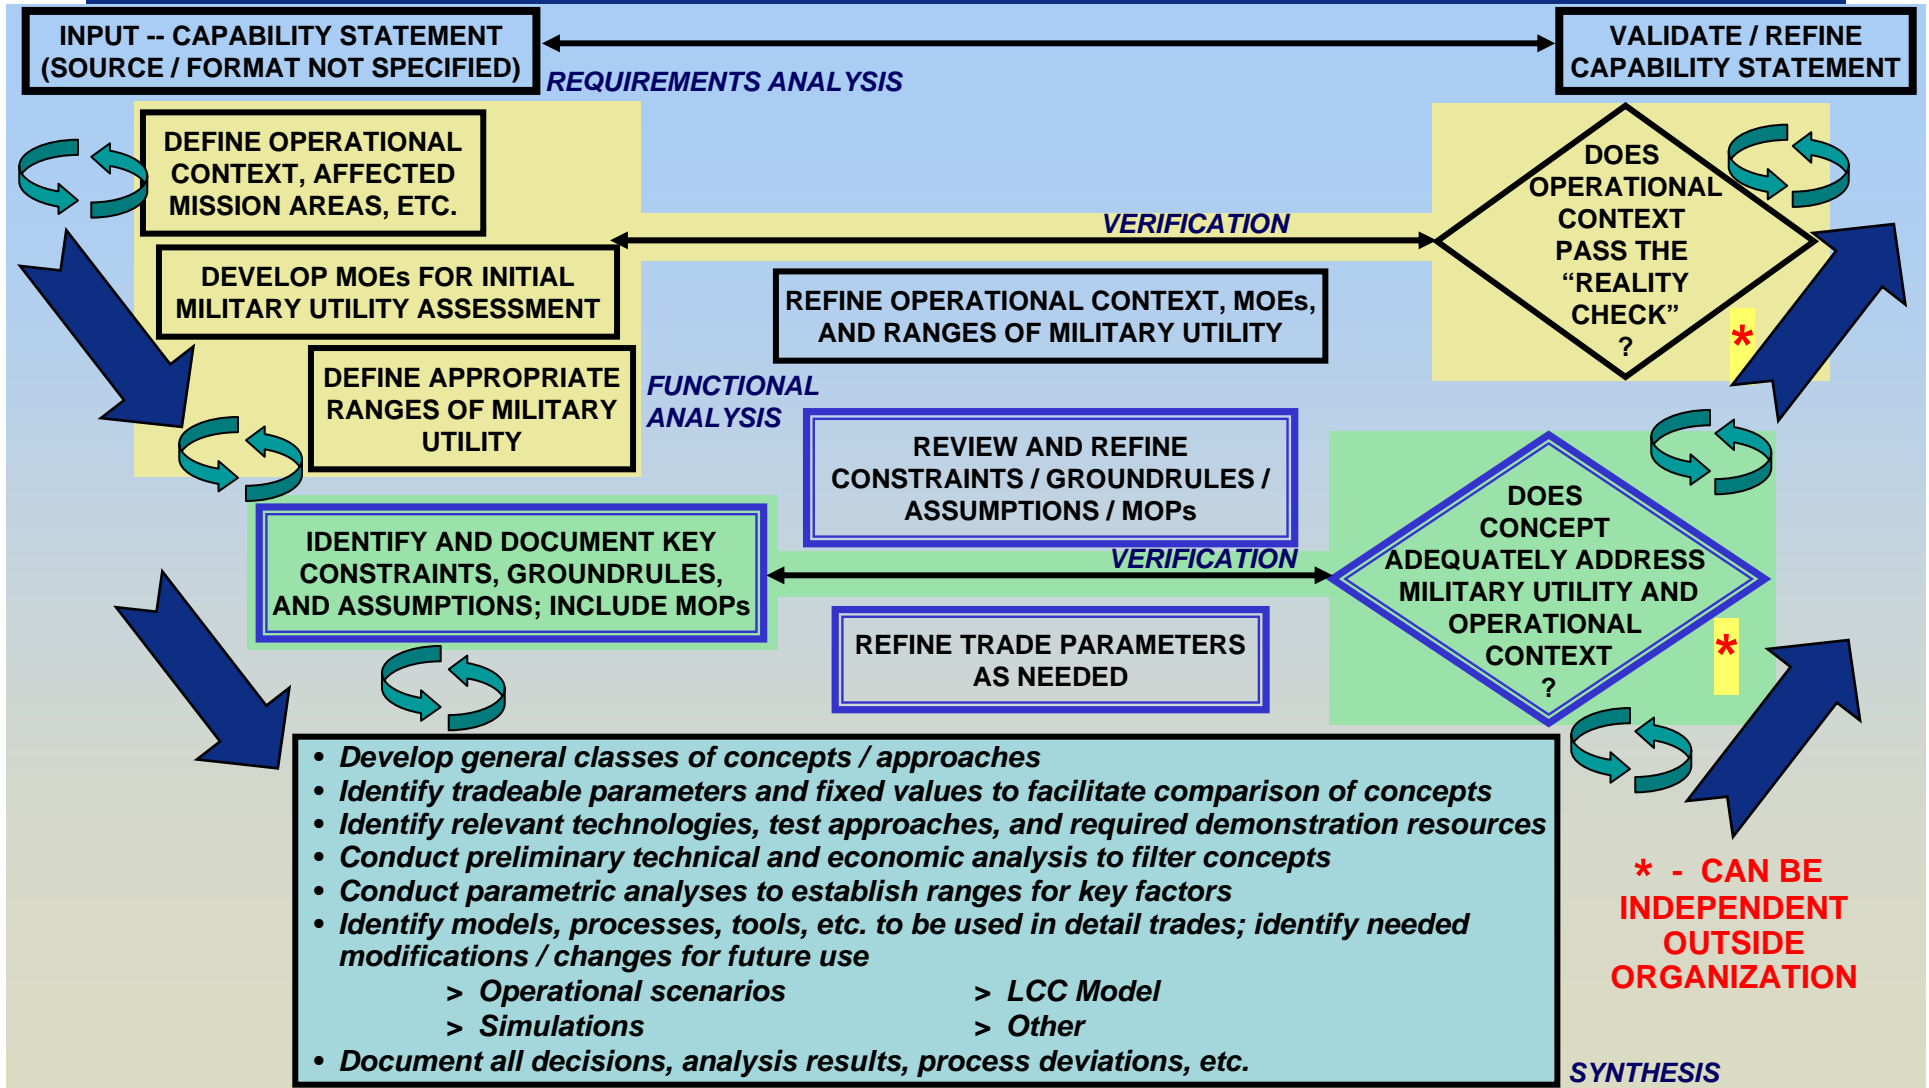 INPUT -- CAPABILITY STATEMENT
(SOURCE / FORMAT NOT SPECIFIED)
VALIDATE / REFINE
CAPABILITY STATEMENT
REQUIREMENTS ANALYSIS
DEFINE OPERATIONAL
CONTEXT, AFFECTED
MISSION AREAS, ETC.
DOES
OPERATIONAL
CONTEXT
PASS THE
“REALITY
CHECK”
?
*
VERIFICATION
DEVELOP MOEs FOR INITIAL
MILITARY UTILITY ASSESSMENT
REFINE OPERATIONAL CONTEXT, MOEs,
AND RANGES OF MILITARY UTILITY
DEFINE APPROPRIATE
RANGES OF MILITARY
UTILITY
FUNCTIONAL
ANALYSIS
REVIEW AND REFINE
CONSTRAINTS / GROUNDRULES /
ASSUMPTIONS / MOPs
IDENTIFY AND DOCUMENT KEY
CONSTRAINTS, GROUNDRULES,
AND ASSUMPTIONS; INCLUDE MOPs
VERIFICATION
DOES
CONCEPT
ADEQUATELY ADDRESS
MILITARY UTILITY AND
OPERATIONAL
CONTEXT
?
*
REFINE TRADE PARAMETERS
AS NEEDED
• Develop general classes of concepts / approaches
• Identify tradeable parameters and fixed values to facilitate comparison of concepts
• Identify relevant technologies, test approaches, and required demonstration resources
• Conduct preliminary technical and economic analysis to filter concepts
• Conduct parametric analyses to establish ranges for key factors
• Identify models, processes, tools, etc. to be used in detail trades; identify needed
modifications / changes for future use
> Operational scenarios > LCC Model
> Simulations > Other
• Document all decisions, analysis results, process deviations, etc.
* - CAN BE
INDEPENDENT
OUTSIDE
ORGANIZATION
SYNTHESIS